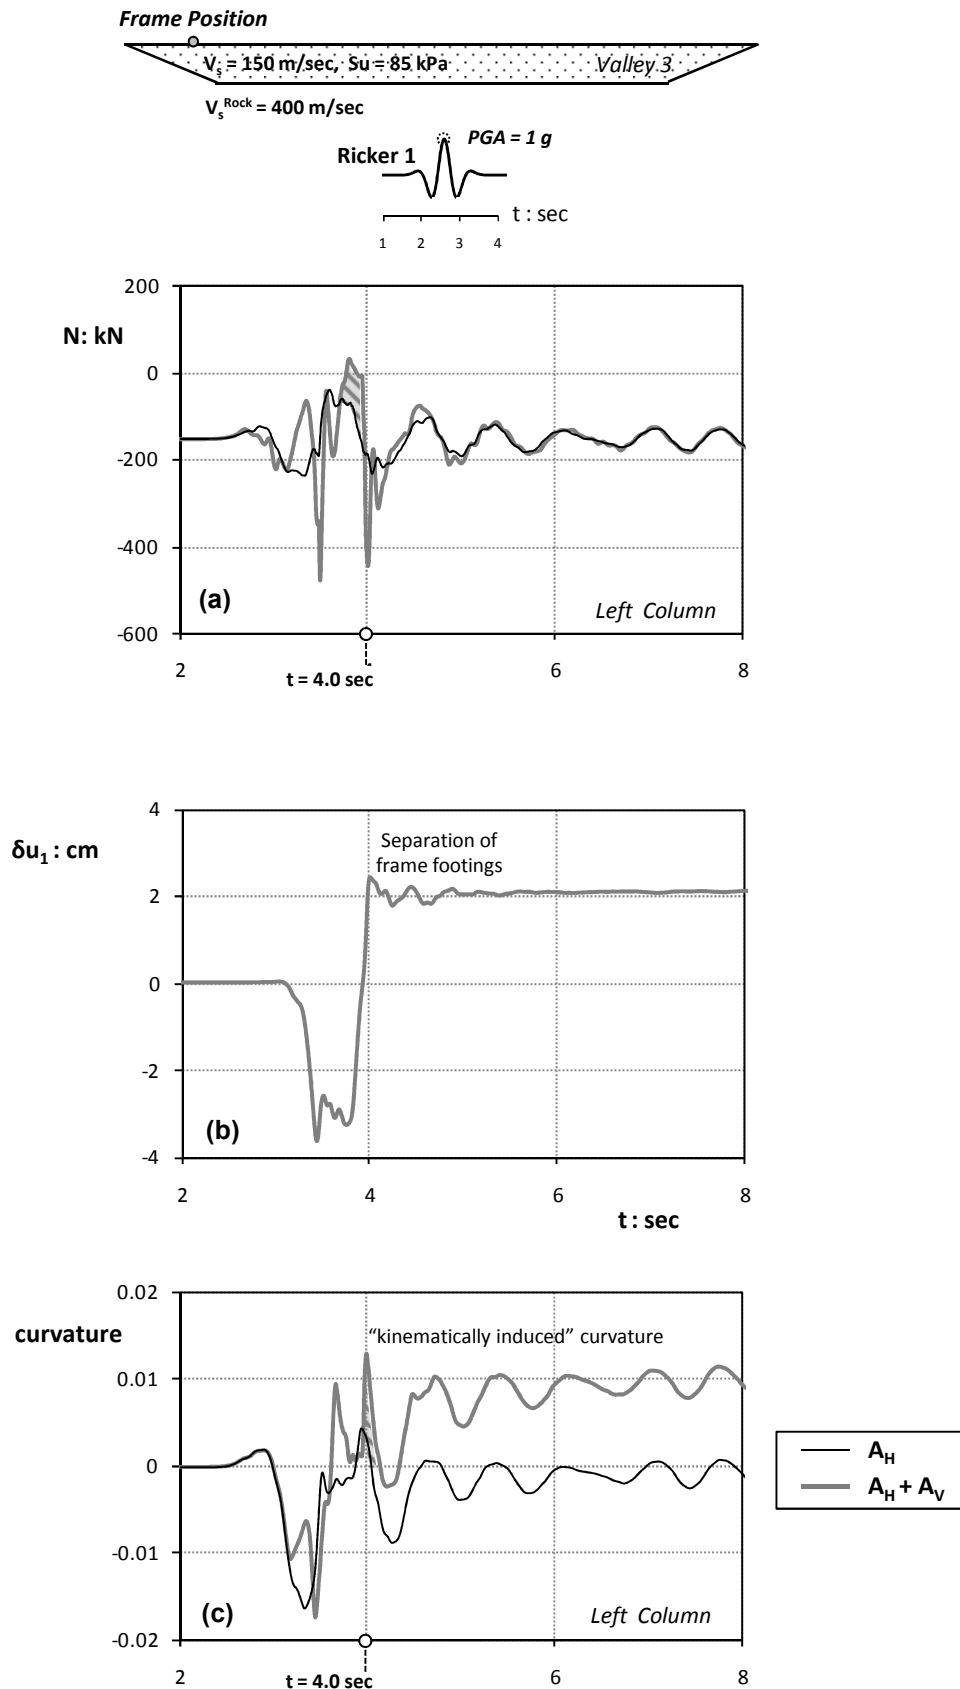 Frame Position
Vs = 150 m/sec, Su = 85 kPa
Valley 3
VsRock = 400 m/sec
PGA = 1 g
Ricker 1
t : sec
1 2 3 4
200
N: kN
0
-200
-400
(a)
Left Column
-600
2 4 6 8
t = 4.0 sec
4
δu1 : cm
Separation of
frame footings
2
0
-2
(b)
-4
2 4 6 8
t : sec
0.02
curvature
“kinematically induced” curvature
0.01
0
AH
AH + AV
-0.01
(c)
Left Column
-0.02
2 4 6 8
t = 4.0 sec